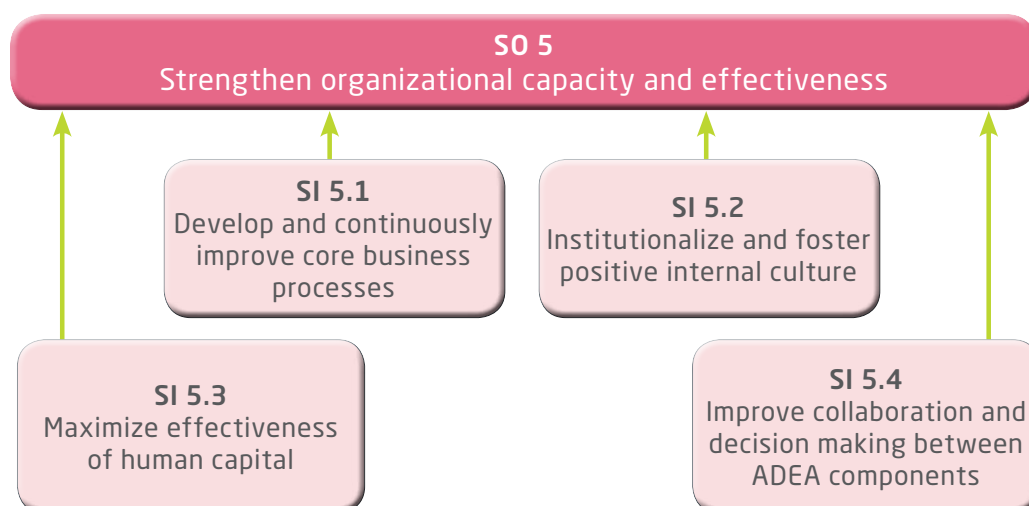 SO 5
Strengthen organizational capacity and effectiveness
SI 5.1
Develop and continuously
improve core business
processes
SI 5.2
Institutionalize and foster
positive internal culture
SI 5.3
Maximize effectiveness
of human capital
SI 5.4
Improve collaboration and
decision making between
ADEA components